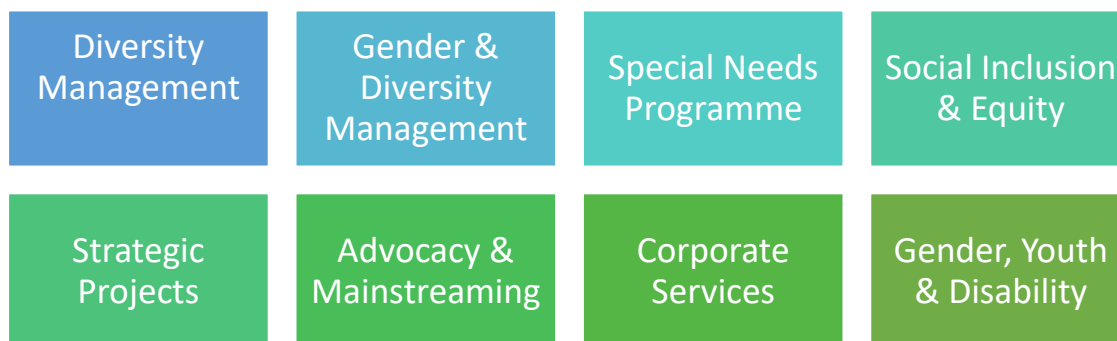 Diversity
Management
Gender &
Diversity
Management
Special Needs
Programme
Social Inclusion
& Equity
Strategic
Projects
Advocacy &
Mainstreaming
Corporate
Services
Gender, Youth
& Disability